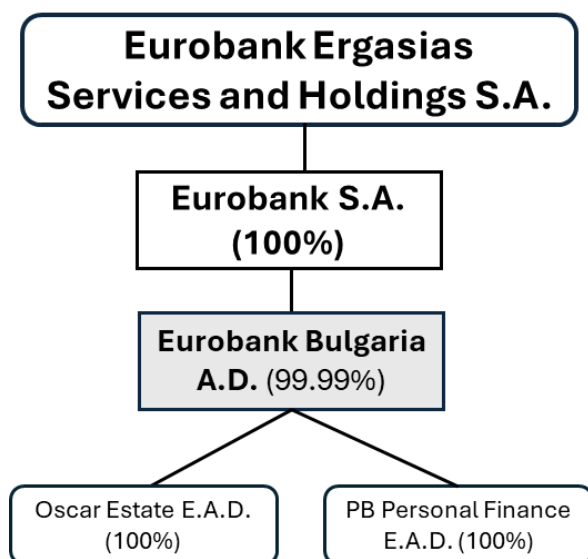 Eurobank Ergasias
Services and Holdings S.A.
Eurobank S.A.
(100%)
Eurobank Bulgaria
A.D. (99.99%)
Oscar Estate E.A.D.
(100%)
PB Personal Finance
E.A.D. (100%)